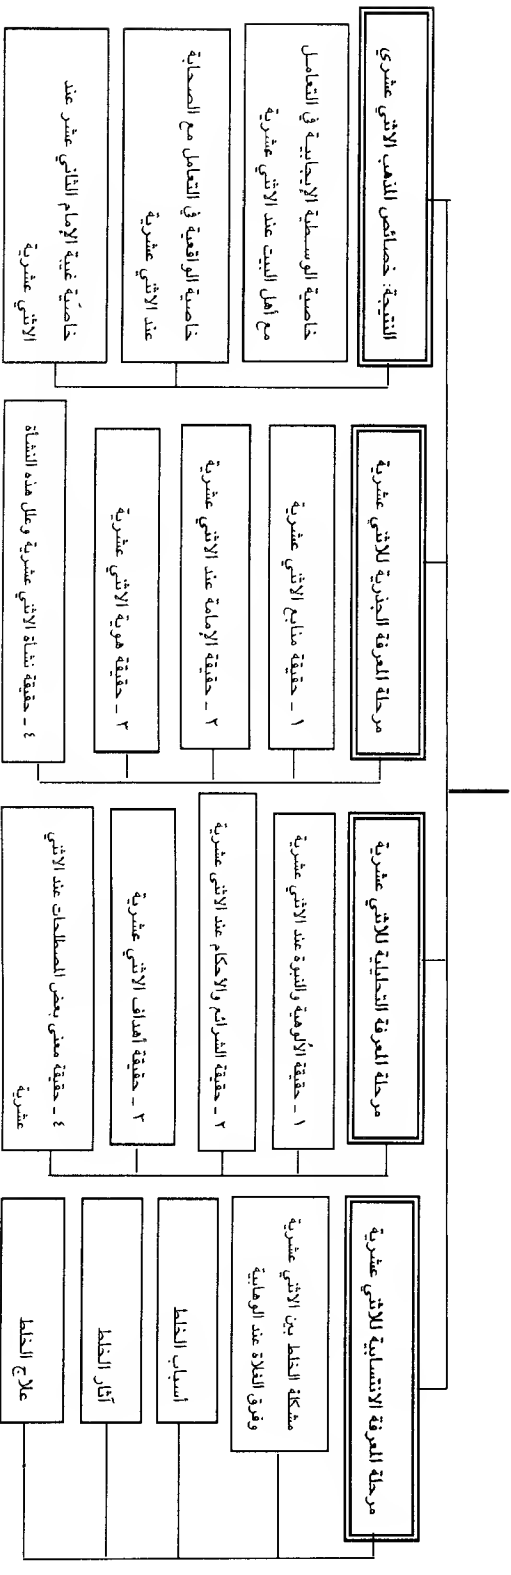 مرحلة المعرفة الانتسابية للاثني عشرية
مشكلة الخلط بين الاثني عشرية
وفرق الغلاة عند الوهابية
أسباب الخلط
آثار الخلط
علاج الخلط
مرحلة المعرفة التحليلية للاثني عشرية
١ ـ حقيقة الألوهية والنبوة عند الاثني عشرية
٢ ـ حقيقة الشرائع والأحكام عند الاثني عشرية
٣ ـ حقيقة أهداف الاثني عشرية
٤ ـ حقيقة معنى بعض المصطلحات عند الاثني
عشرية
مرحلة المعرفة الجذرية للاثني عشرية
١ ـ حقيقة منابع الاثني عشرية
٢ ـ حقيقة الإمامة عند الاثني عشرية
٣ ـ حقيقة هوية الاثني عشرية
٤ ـ حقيقة نشأة الاثني عشرية وعلل هذه النشأة
النتيجة: خصائص المذهب الاثني عشري
خاصية الوسطية الإيجابية في التعامل
مع أهل البيت عند الاثني عشرية
خاصية الواقعية في التعامل مع الصحابة
عند الاثني عشرية
خاصية غيبة الإمام الثاني عشر عند
الاثني عشرية